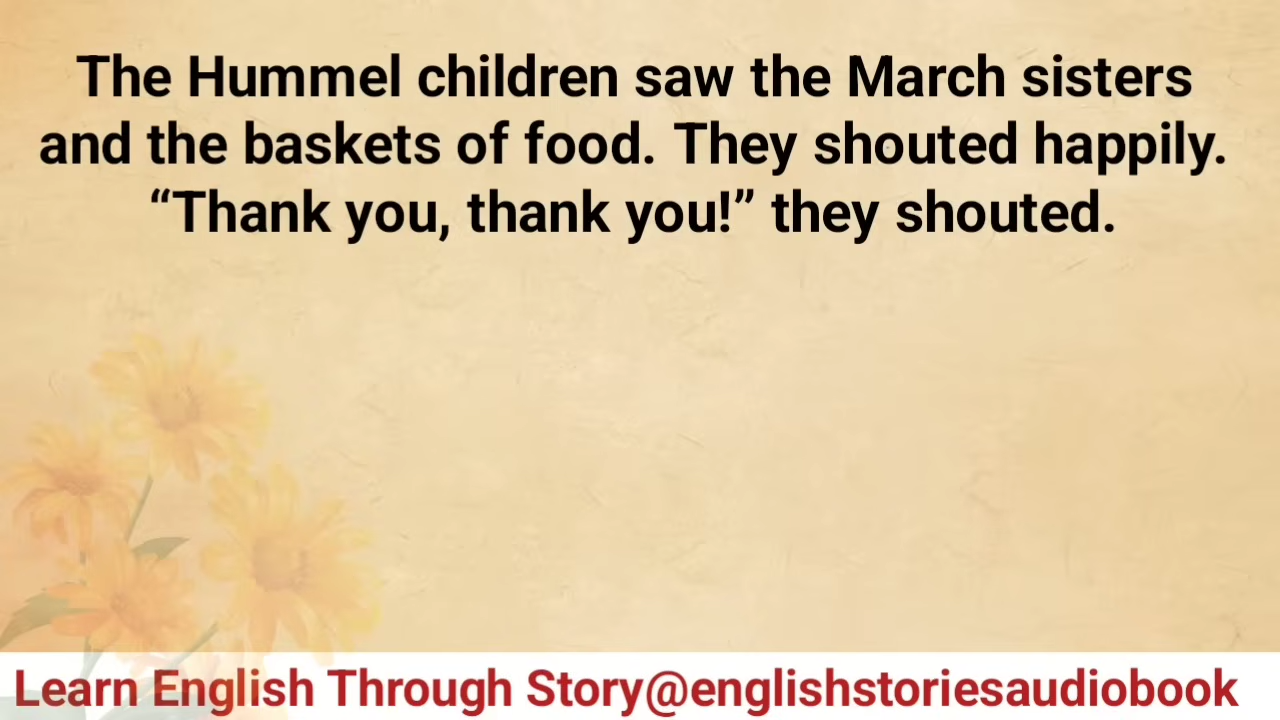 The Hummel children saw the March sisters
and the baskets of food. They shouted happily.
“Thank you, thank you!” they shouted.
Learn English Through Story@englishstoriesaudiobook